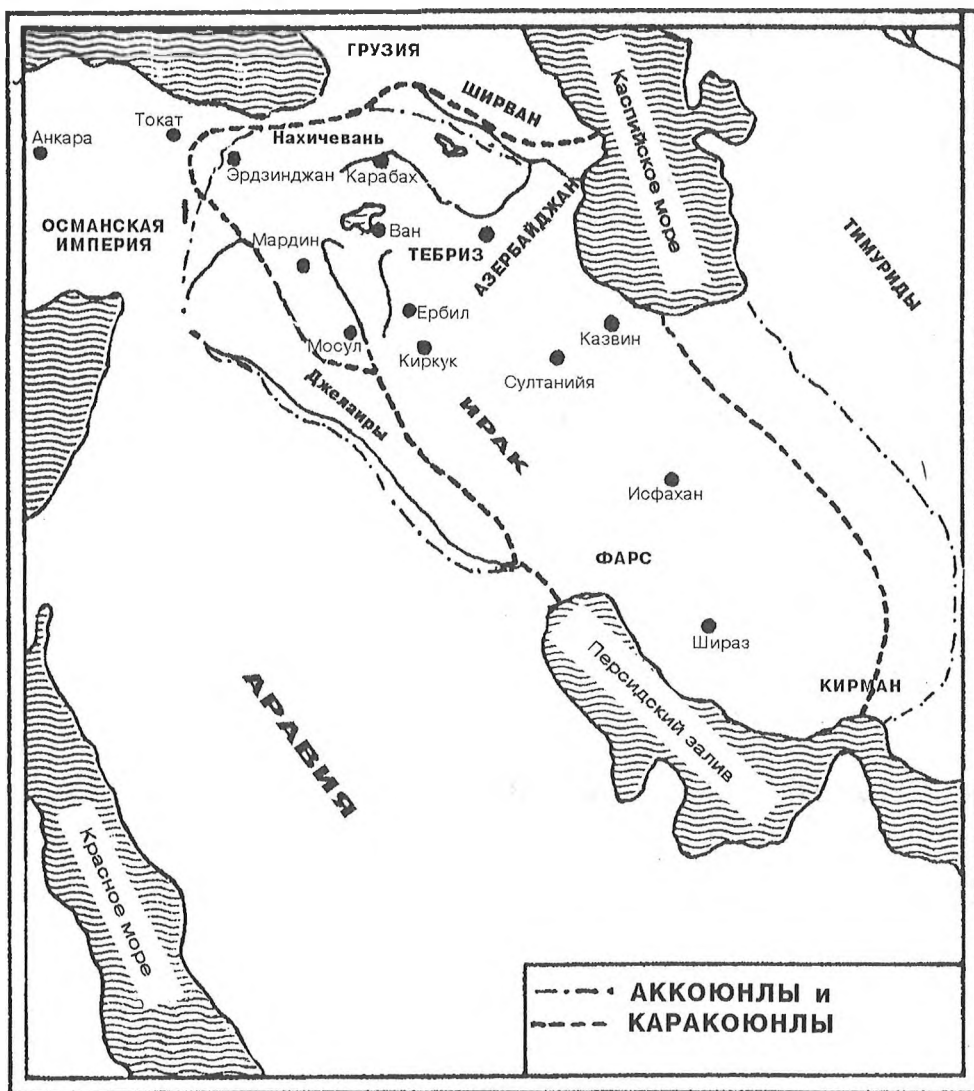 ГРУЗИЯ
ШИРВАН
Каспийское море
Токат
Анкара
Нахичевань
Эрдзинджан
Карабах
ОСМАНСКАЯ
ИМПЕРИЯ
Ван
ТЕБРИЗ
АЗЕРБАЙДЖАН
ТИМУРИДЫ
Мардин
Ербил
Мосул
Киркук
Казвин
Султанийя
Джелаиры
ИРАК
Исфахан
ФАРС
Шираз
КИРМАН
Персидский залив
АРАВИЯ
Красное море
АККОЮНЛЫ и
КАРАКОЮНЛЫ